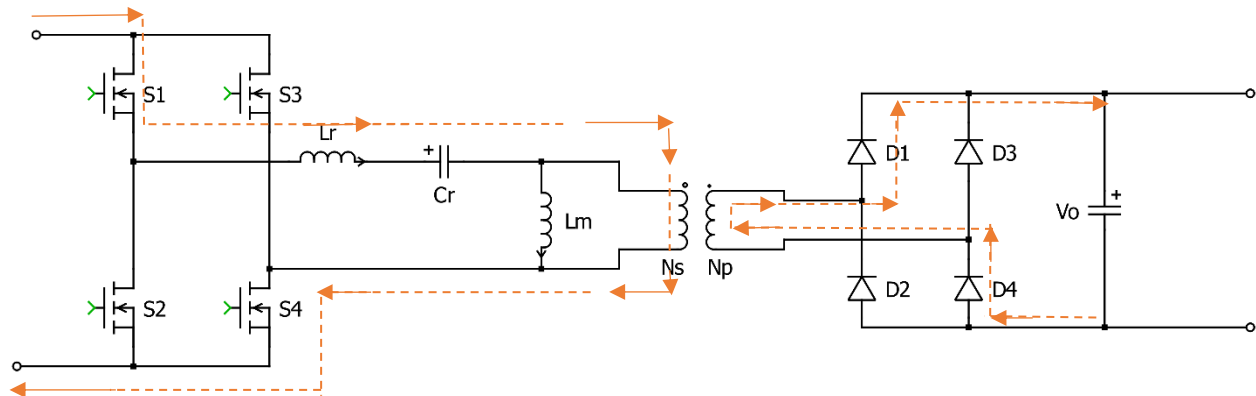 S1
S3
Lr
+
Cr
Lm
Ns
Np
D1
D3
+
Vo
S2
S4
D2
D4